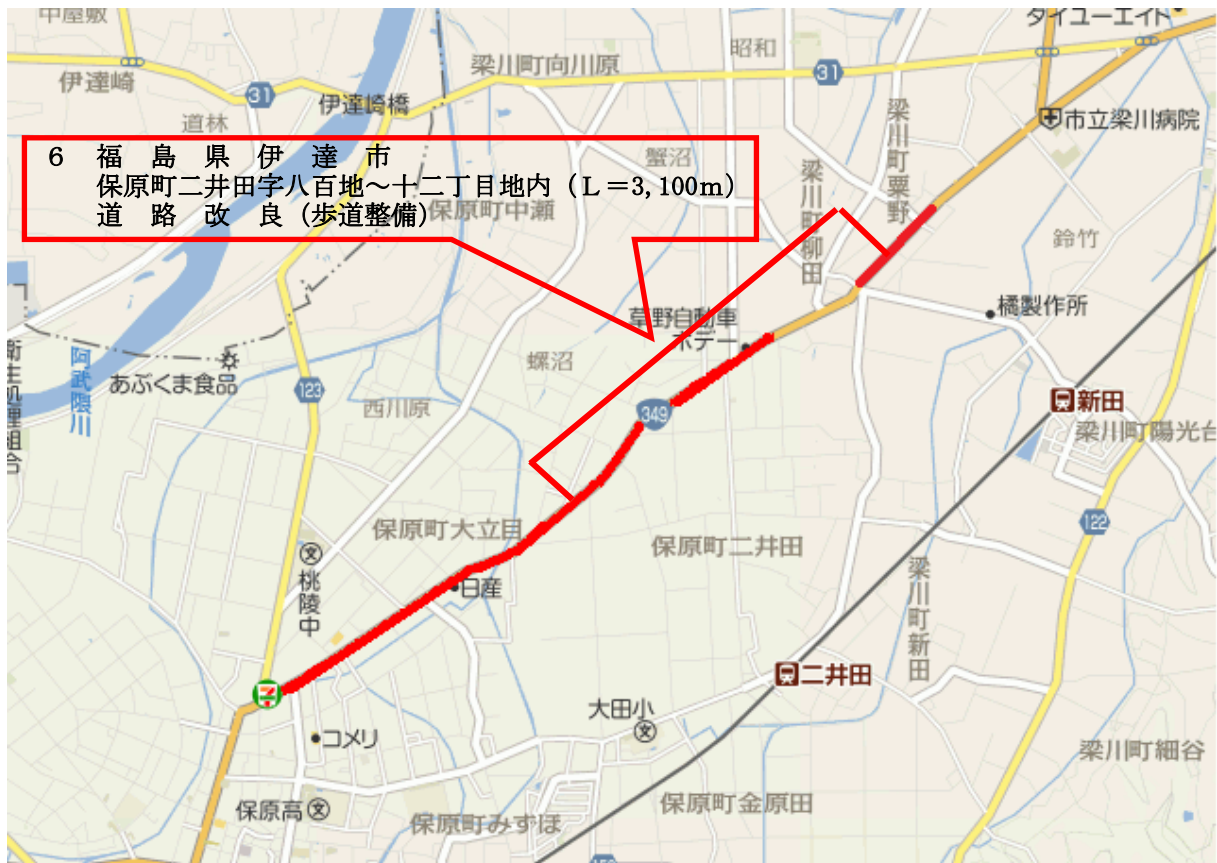 中屋敷
タイユーエイト
昭和
梁川町向川原
伊達崎
31
31
伊達崎橋
道林
市立梁川病院
梁川町粟野
6 福島県伊達市
保原町二井田字八百地～十二丁目地内（L＝3,100m）
道路改良（歩道整備）
蟹沼
梁川町柳田
保原町中瀬
鈴竹
橘製作所
草野自動車
ボデー
衛生処理組合
阿武隈川
あぶくま食品
螺沼
123
西川原
349
新田
梁川町陽光台
122
保原町大立目
保原町二井田
桃陵中
日産
梁川町新田
二井田
大田小
コメリ
梁川町細谷
保原高
保原町みずほ
保原町金原田